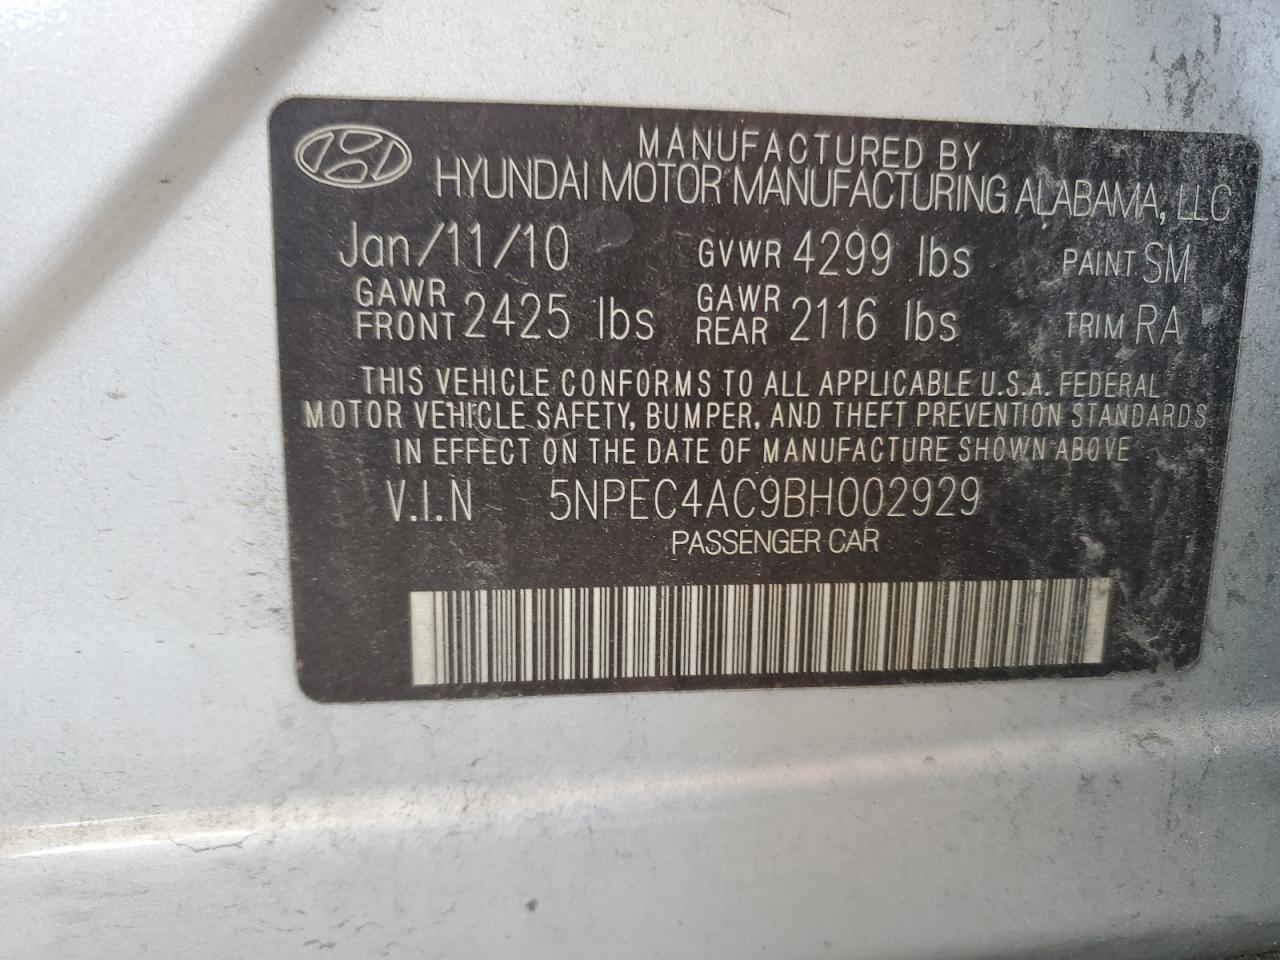 MANUFACTURED BY
HYUNDAI MOTOR MANUFACTURING ALABAMA, LLC
Jan/11/10 GVWR 4299 lbs PAINT SM
GAWR FRONT 2425 lbs GAWR REAR 2116 lbs TRIM RA
THIS VEHICLE CONFORMS TO ALL APPLICABLE U.S.A. FEDERAL
MOTOR VEHICLE SAFETY, BUMPER, AND THEFT PREVENTION STANDARDS
IN EFFECT ON THE DATE OF MANUFACTURE SHOWN ABOVE
V.I.N 5NPEC4AC9BH002929
PASSENGER CAR